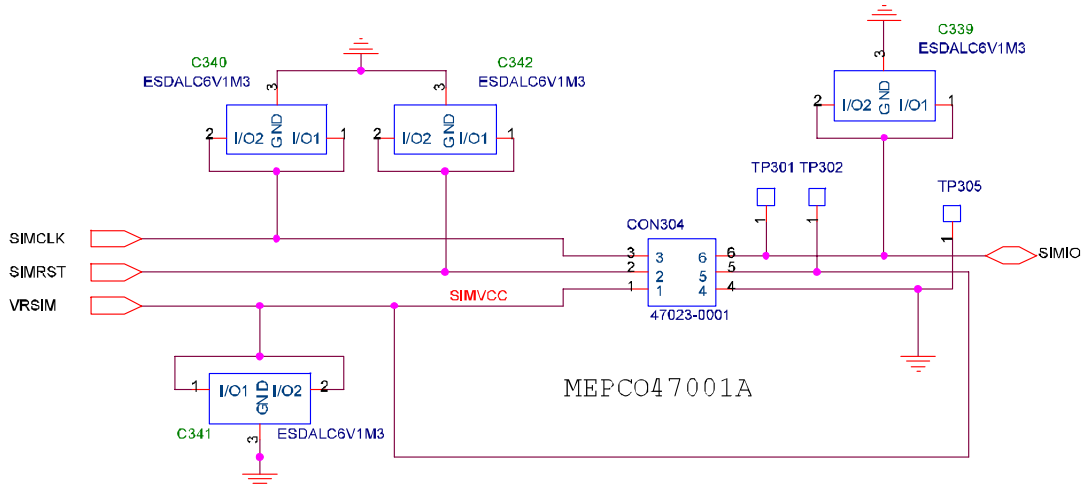 C339
ESDALC6V1M3
C340
ESDALC6V1M3
C342
ESDALC6V1M3
3
3
3
2 I/O2 GND I/O1 1
2 I/O2 GND I/O1 1
2 I/O2 GND I/O1 1
TP301 TP302
TP305
1
1
1
CON304
SIMCLK
3 3 6 6
SIMIO
SIMRST
2 2 5 5
VRSIM
SIMVCC
1 1 4 4
47023-0001
MEPCO47001A
1 I/O1 GND I/O2 2
C341
3
ESDALC6V1M3